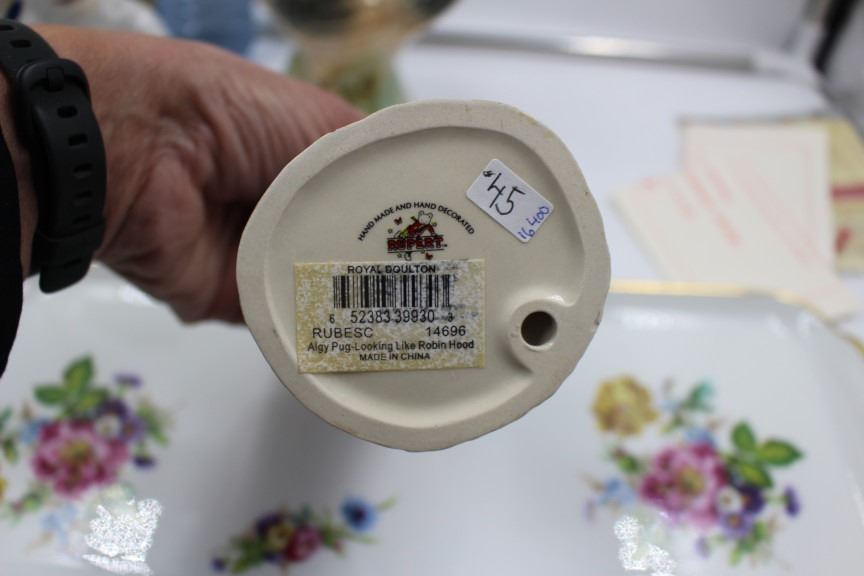 45
16400
HAND MADE AND HAND DECORATED
RUPERT
ROYAL DOULTON
6 52383 39930 3
RUBESC 14696
Algy Pug-Looking Like Robin Hood
MADE IN CHINA